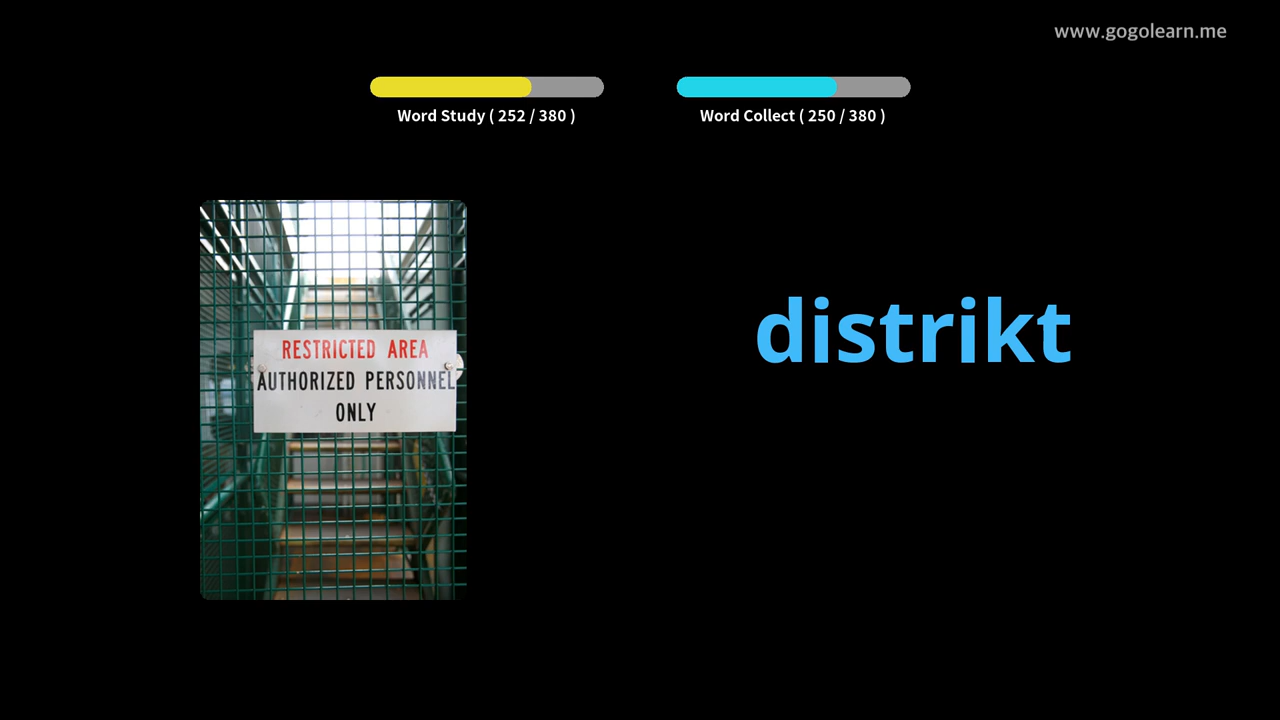 www.gogolearn.me
Word Study ( 252 / 380 )
Word Collect ( 250 / 380 )
RESTRICTED AREA
AUTHORIZED PERSONNEL
ONLY
distrikt